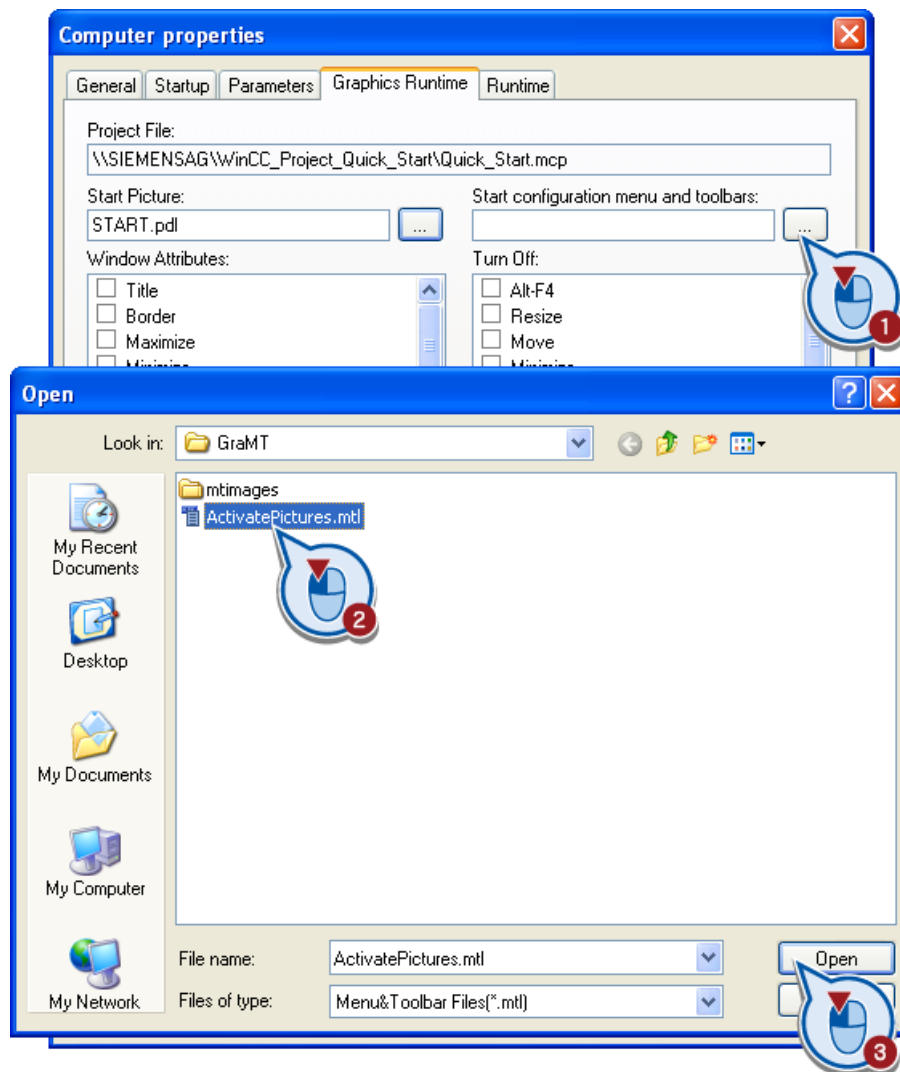 Computer properties
General Startup Parameters Graphics Runtime Runtime
Project File:
\\SIEMENSAG\WinCC_Project_Quick_Start\Quick_Start.mcp
Start Picture: Start configuration menu and toolbars:
START.pdl ... ...
Window Attributes: Turn Off:
Title Alt-F4
Border Resize
Maximize Move
1
Open
Look in: GraMT
mtimages
ActivatePictures.mtl
My Recent
Documents
2
Desktop
My Documents
My Computer
File name: ActivatePictures.mtl Open
My Network Files of type: Menu&Toolbar Files(*.mtl)
3